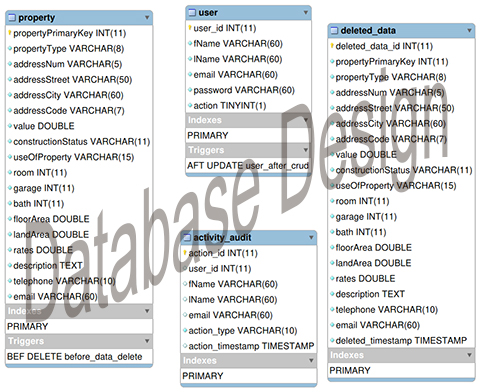 property
propertyPrimaryKey INT(11)
propertyType VARCHAR(8)
addressNum VARCHAR(5)
addressStreet VARCHAR(50)
addressCity VARCHAR(60)
addressCode VARCHAR(7)
value DOUBLE
constructionStatus VARCHAR(11)
useOfProperty VARCHAR(15)
room INT(11)
garage INT(11)
bath INT(11)
floorArea DOUBLE
landArea DOUBLE
rates DOUBLE
description TEXT
telephone VARCHAR(10)
email VARCHAR(60)
Indexes
PRIMARY
Triggers
BEF DELETE before_data_delete
user
user_id INT(11)
fName VARCHAR(60)
lName VARCHAR(60)
email VARCHAR(60)
password VARCHAR(60)
action TINYINT(1)
Indexes
PRIMARY
Triggers
AFT UPDATE user_after_crud
activity_audit
action_id INT(11)
user_id INT(11)
fName VARCHAR(60)
lName VARCHAR(60)
email VARCHAR(60)
action_type VARCHAR(10)
action_timestamp TIMESTAMP
Indexes
PRIMARY
deleted_data
deleted_data_id INT(11)
propertyPrimaryKey INT(11)
propertyType VARCHAR(8)
addressNum VARCHAR(5)
addressStreet VARCHAR(50)
addressCity VARCHAR(60)
addressCode VARCHAR(7)
value DOUBLE
constructionStatus VARCHAR(11)
useOfProperty VARCHAR(15)
room INT(11)
garage INT(11)
bath INT(11)
floorArea DOUBLE
landArea DOUBLE
rates DOUBLE
description TEXT
telephone VARCHAR(10)
email VARCHAR(60)
deleted_timestamp TIMESTAMP
Indexes
PRIMARY
Database Design